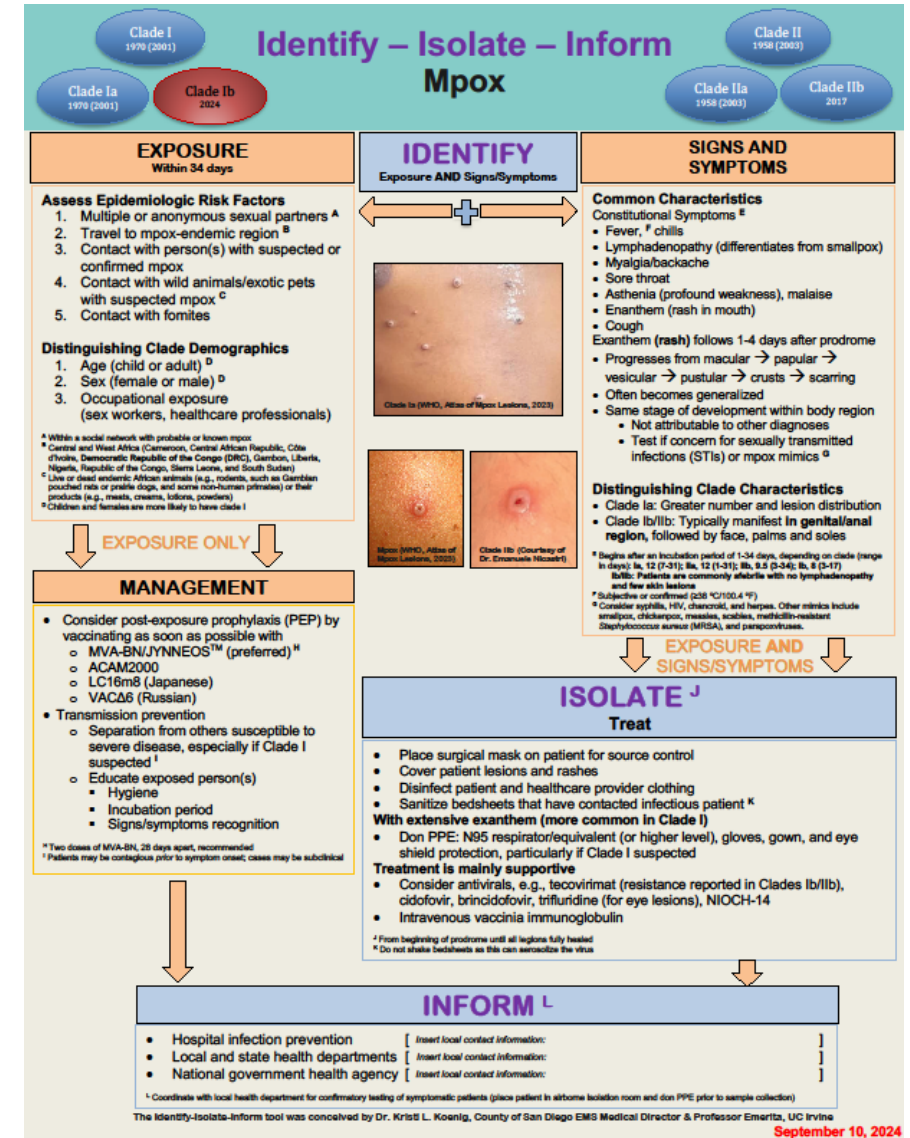 Clade I
1970 (2001)
Clade Ia
1970 (2001)
Clade Ib
2024
Identify – Isolate – Inform
Mpox
Clade II
1958 (2003)
Clade IIa
1958 (2003)
Clade IIb
2017
EXPOSURE
Within 34 days
Assess Epidemiologic Risk Factors
1. Multiple or anonymous sexual partners A
2. Travel to mpox-endemic region B
3. Contact with person(s) with suspected or
confirmed mpox
4. Contact with wild animals/exotic pets
with suspected mpox C
5. Contact with fomites
Distinguishing Clade Demographics
1. Age (child or adult) D
2. Sex (female or male) D
3. Occupational exposure
(sex workers, healthcare professionals)
A Within a social network with probable or known mpox
B Central and West Africa (Cameroon, Central African Republic, Côte
d'Ivoire, Democratic Republic of the Congo (DRC), Gambon, Liberia,
Nigeria, Republic of the Congo, Sierra Leone, and South Sudan)
C Live or dead endemic African animals (e.g., rodents, such as Gambian
pouched rats or prairie dogs, and some non-human primates) or their
products (e.g., meats, creams, lotions, powders)
D Children and females are more likely to have clade I
IDENTIFY
Exposure AND Signs/Symptoms
Clade Ia (WHO, Atlas of Mpox Lesions, 2023)
Mpox (WHO, Atlas of
Mpox Lesions, 2023)
Clade IIb (Courtesy of
Dr. Emanuele Nicastri)
SIGNS AND
SYMPTOMS
Common Characteristics
Constitutional Symptoms E
• Fever, F chills
• Lymphadenopathy (differentiates from smallpox)
• Myalgia/backache
• Sore throat
• Asthenia (profound weakness), malaise
• Enanthem (rash in mouth)
• Cough
Exanthem (rash) follows 1-4 days after prodrome
• Progresses from macular → papular →
vesicular → pustular → crusts → scarring
• Often becomes generalized
• Same stage of development within body region
• Not attributable to other diagnoses
• Test if concern for sexually transmitted
infections (STIs) or mpox mimics G
Distinguishing Clade Characteristics
• Clade Ia: Greater number and lesion distribution
• Clade Ib/IIb: Typically manifest in genital/anal
region, followed by face, palms and soles
E Begins after an incubation period of 1-34 days, depending on clade (range
in days): Ia, 12 (7-31); IIa, 12 (1-31); IIb, 9.5 (3-34); Ib, 8 (3-17)
Ib/IIb: Patients are commonly afebrile with no lymphadenopathy
and few skin lesions
F Subjective or confirmed (≥38 ºC/100.4 ºF)
G Consider syphilis, HIV, chancroid, and herpes. Other mimics include
smallpox, chickenpox, measles, scabies, methicillin-resistant
Staphylococcus aureus (MRSA), and parapoxviruses.
EXPOSURE ONLY
MANAGEMENT
• Consider post-exposure prophylaxis (PEP) by
vaccinating as soon as possible with
o MVA-BN/JYNNEOS™ (preferred) H
o ACAM2000
o LC16m8 (Japanese)
o VACΔ6 (Russian)
• Transmission prevention
o Separation from others susceptible to
severe disease, especially if Clade I
suspected I
o Educate exposed person(s)
▪ Hygiene
▪ Incubation period
▪ Signs/symptoms recognition
H Two doses of MVA-BN, 28 days apart, recommended
I Patients may be contagious prior to symptom onset; cases may be subclinical
EXPOSURE AND
SIGNS/SYMPTOMS
ISOLATE J
Treat
• Place surgical mask on patient for source control
• Cover patient lesions and rashes
• Disinfect patient and healthcare provider clothing
• Sanitize bedsheets that have contacted infectious patient K
With extensive exanthem (more common in Clade I)
• Don PPE: N95 respirator/equivalent (or higher level), gloves, gown, and eye
shield protection, particularly if Clade I suspected
Treatment is mainly supportive
• Consider antivirals, e.g., tecovirimat (resistance reported in Clades Ib/IIb),
cidofovir, brincidofovir, trifluridine (for eye lesions), NIOCH-14
• Intravenous vaccinia immunoglobulin
J From beginning of prodrome until all legions fully healed
K Do not shake bedsheets as this can aerosolize the virus
INFORM L
• Hospital infection prevention [ Insert local contact information: ]
• Local and state health departments [ Insert local contact information: ]
• National government health agency [ Insert local contact information: ]
L Coordinate with local health department for confirmatory testing of symptomatic patients (place patient in airborne isolation room and don PPE prior to sample collection)
The Identify-Isolate-Inform tool was conceived by Dr. Kristi L. Koenig, County of San Diego EMS Medical Director & Professor Emerita, UC Irvine
September 10, 2024